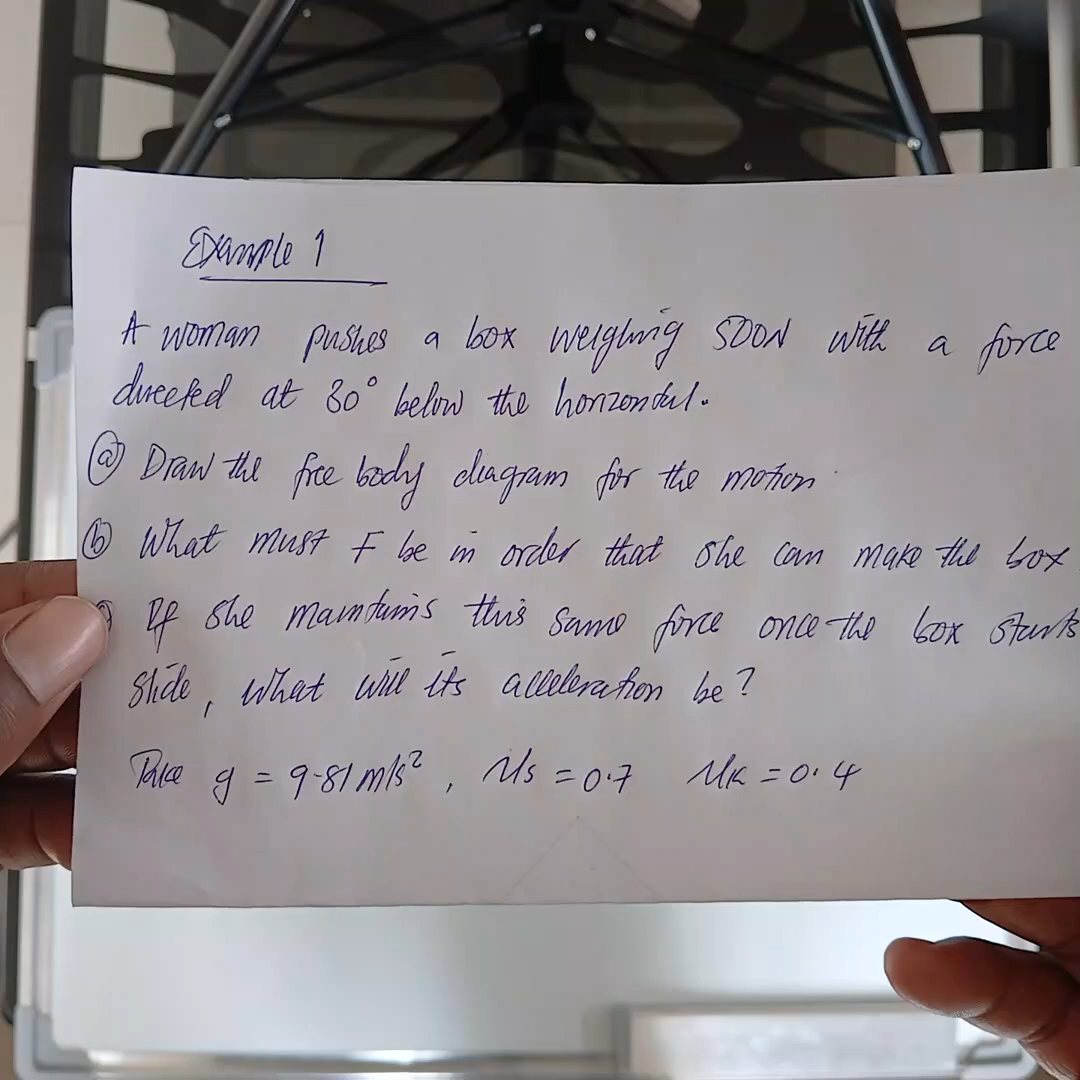 Example 1
A woman pushes a box weighing 500N with a force
directed at 30° below the horizontal.
(a) Draw the free body diagram for the motion.
(b) What must F be in order that she can make the box
If she maintains this same force once the box starts
slide, what will its acceleration be?
Take g = 9.81 m/s², Ms = 0.7 Mk = 0.4